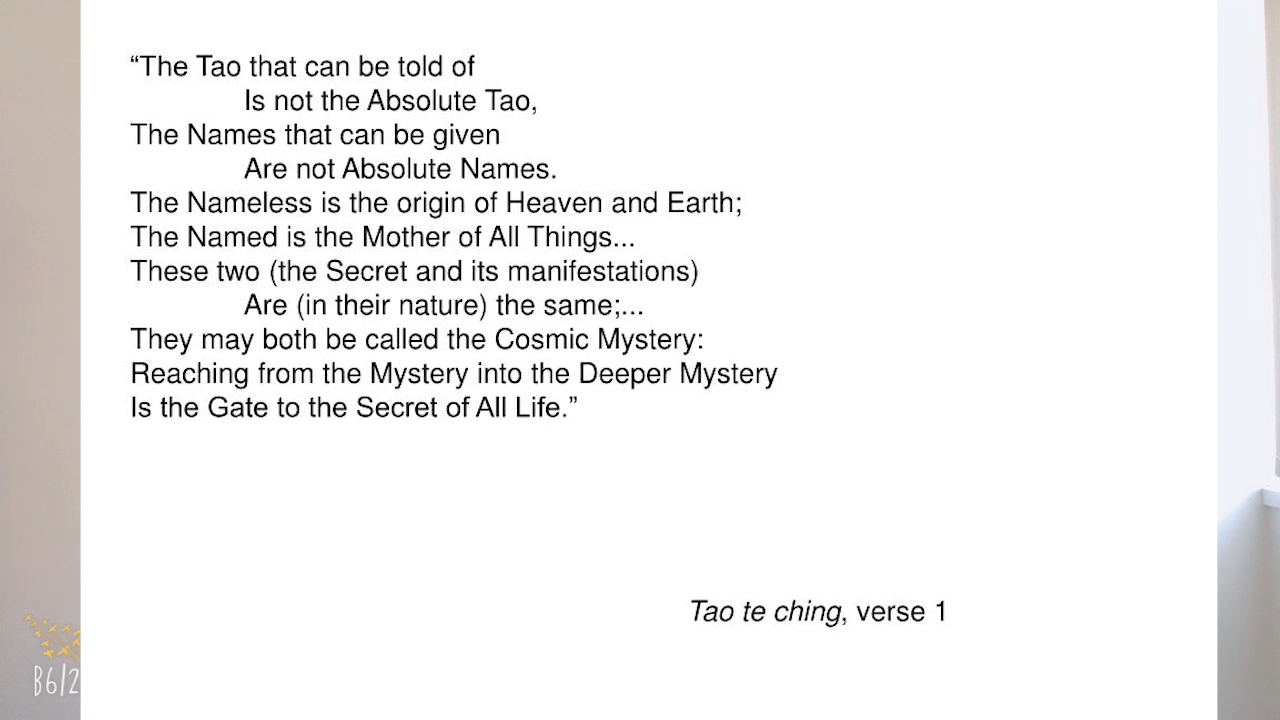 “The Tao that can be told of
Is not the Absolute Tao,
The Names that can be given
Are not Absolute Names.
The Nameless is the origin of Heaven and Earth;
The Named is the Mother of All Things...
These two (the Secret and its manifestations)
Are (in their nature) the same;...
They may both be called the Cosmic Mystery:
Reaching from the Mystery into the Deeper Mystery
Is the Gate to the Secret of All Life.”
Tao te ching, verse 1
B6/2